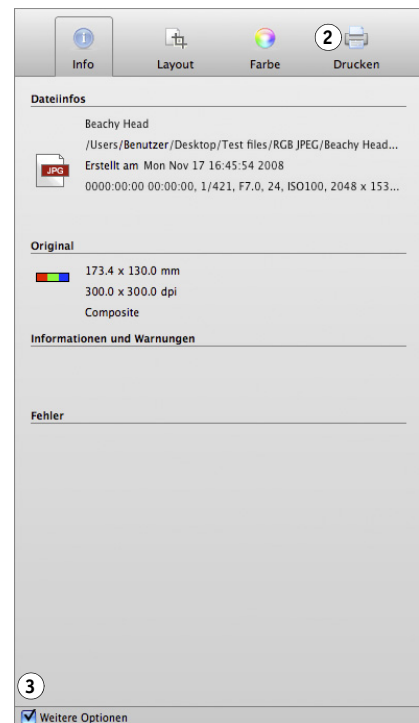 2
Info Layout Farbe Drucken
Dateiinfos
Beachy Head
/Users/Benutzer/Desktop/Test files/RGB JPEG/Beachy Head...
JPG
Erstellt am Mon Nov 17 16:45:54 2008
0000:00:00 00:00:00, 1/421, F7.0, 24, ISO100, 2048 x 153...
Original
173.4 x 130.0 mm
300.0 x 300.0 dpi
Composite
Informationen und Warnungen
Fehler
3
Weitere Optionen